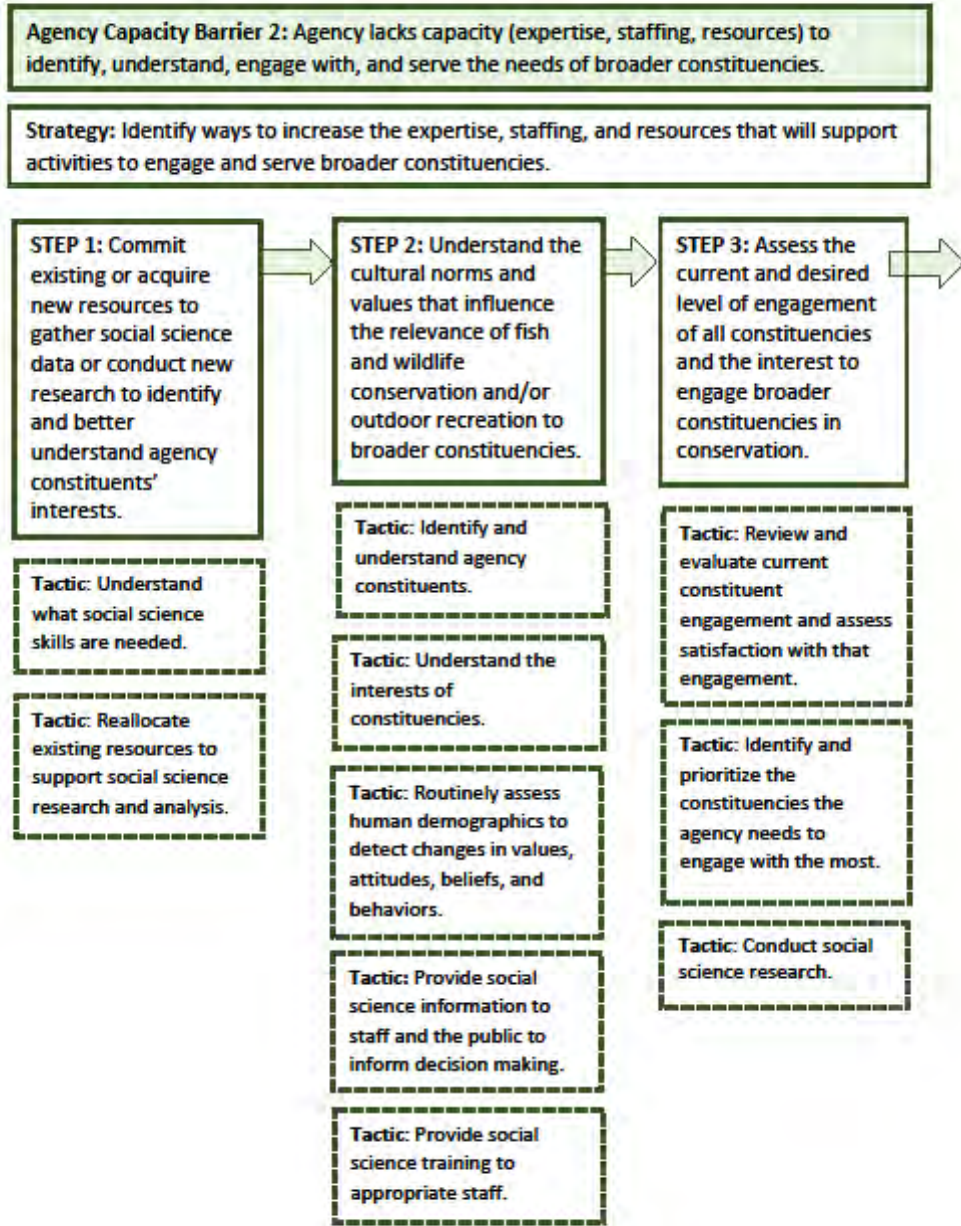 Agency Capacity Barrier 2: Agency lacks capacity (expertise, staffing, resources) to
identify, understand, engage with, and serve the needs of broader constituencies.
Strategy: Identify ways to increase the expertise, staffing, and resources that will support
activities to engage and serve broader constituencies.
STEP 1: Commit
existing or acquire
new resources to
gather social science
data or conduct new
research to identify
and better
understand agency
constituents'
interests.
Tactic: Understand
what social science
skills are needed.
Tactic: Reallocate
existing resources to
support social science
research and analysis.
STEP 2: Understand the
cultural norms and
values that influence
the relevance of fish
and wildlife
conservation and/or
outdoor recreation to
broader constituencies.
Tactic: Identify and
understand agency
constituents.
Tactic: Understand the
interests of
constituencies.
Tactic: Routinely assess
human demographics to
detect changes in values,
attitudes, beliefs, and
behaviors.
Tactic: Provide social
science information to
staff and the public to
inform decision making.
Tactic: Provide social
science training to
appropriate staff.
STEP 3: Assess the
current and desired
level of engagement
of all constituencies
and the interest to
engage broader
constituencies in
conservation.
Tactic: Review and
evaluate current
constituent
engagement and assess
satisfaction with that
engagement.
Tactic: Identify and
prioritize the
constituencies the
agency needs to
engage with the most.
Tactic: Conduct social
science research.